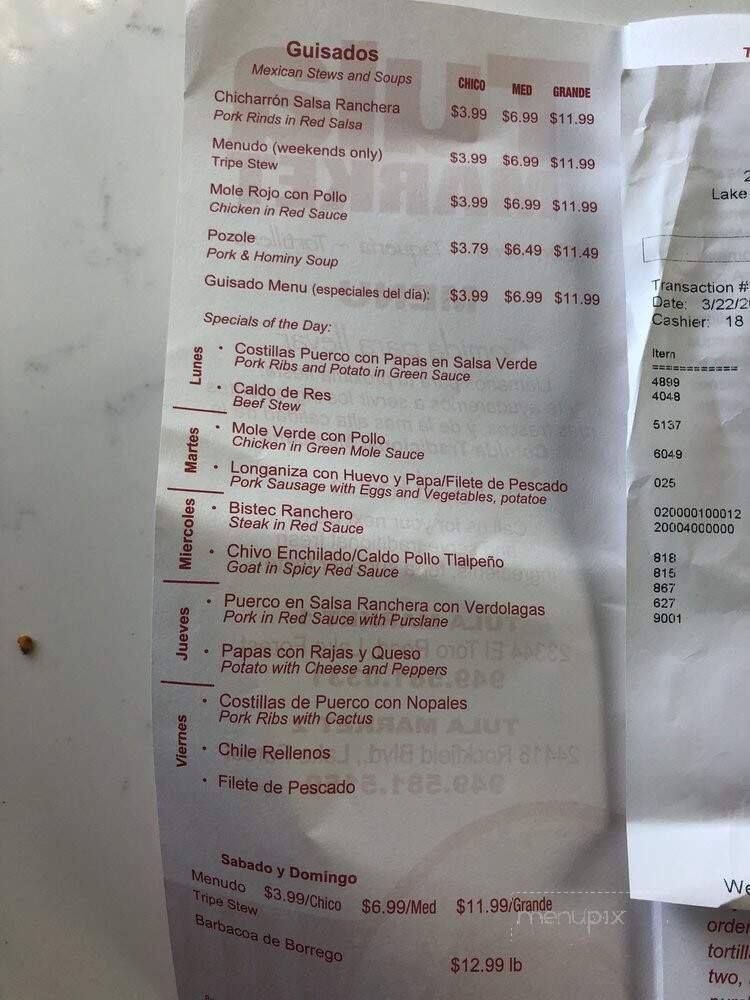 Guisados
Mexican Stews and Soups
CHICO MED GRANDE
Chicharrón Salsa Ranchera $3.99 $6.99 $11.99
Pork Rinds in Red Salsa
Menudo (weekends only) $3.99 $6.99 $11.99
Tripe Stew
Mole Rojo con Pollo $3.99 $6.99 $11.99
Chicken in Red Sauce
Pozole $3.79 $6.49 $11.49
Pork & Hominy Soup
Guisado Menu (especiales del día): $3.99 $6.99 $11.99
Specials of the Day:
Lunes
• Costillas Puerco con Papas en Salsa Verde
Pork Ribs and Potato in Green Sauce
• Caldo de Res
Beef Stew
Martes
• Mole Verde con Pollo
Chicken in Green Mole Sauce
• Longaniza con Huevo y Papa/Filete de Pescado
Pork Sausage with Eggs and Vegetables, potatoe
Miercoles
• Bistec Ranchero
Steak in Red Sauce
• Chivo Enchilado/Caldo Pollo Tlalpeño
Goat in Spicy Red Sauce
Jueves
• Puerco en Salsa Ranchera con Verdolagas
Pork in Red Sauce with Purslane
• Papas con Rajas y Queso
Potato with Cheese and Peppers
Viernes
• Costillas de Puerco con Nopales
Pork Ribs with Cactus
• Chile Rellenos
• Filete de Pescado
Sabado y Domingo
Menudo $3.99/Chico $6.99/Med $11.99/Grande
Tripe Stew
Barbacoa de Borrego $12.99 lb
menupix
T
2
Lake
Transaction #
Date: 3/22/2
Cashier: 18
Item
============
4899
4048
5137
6049
025
020000100012
20004000000
818
815
867
627
9001
We
order
tortill
two,